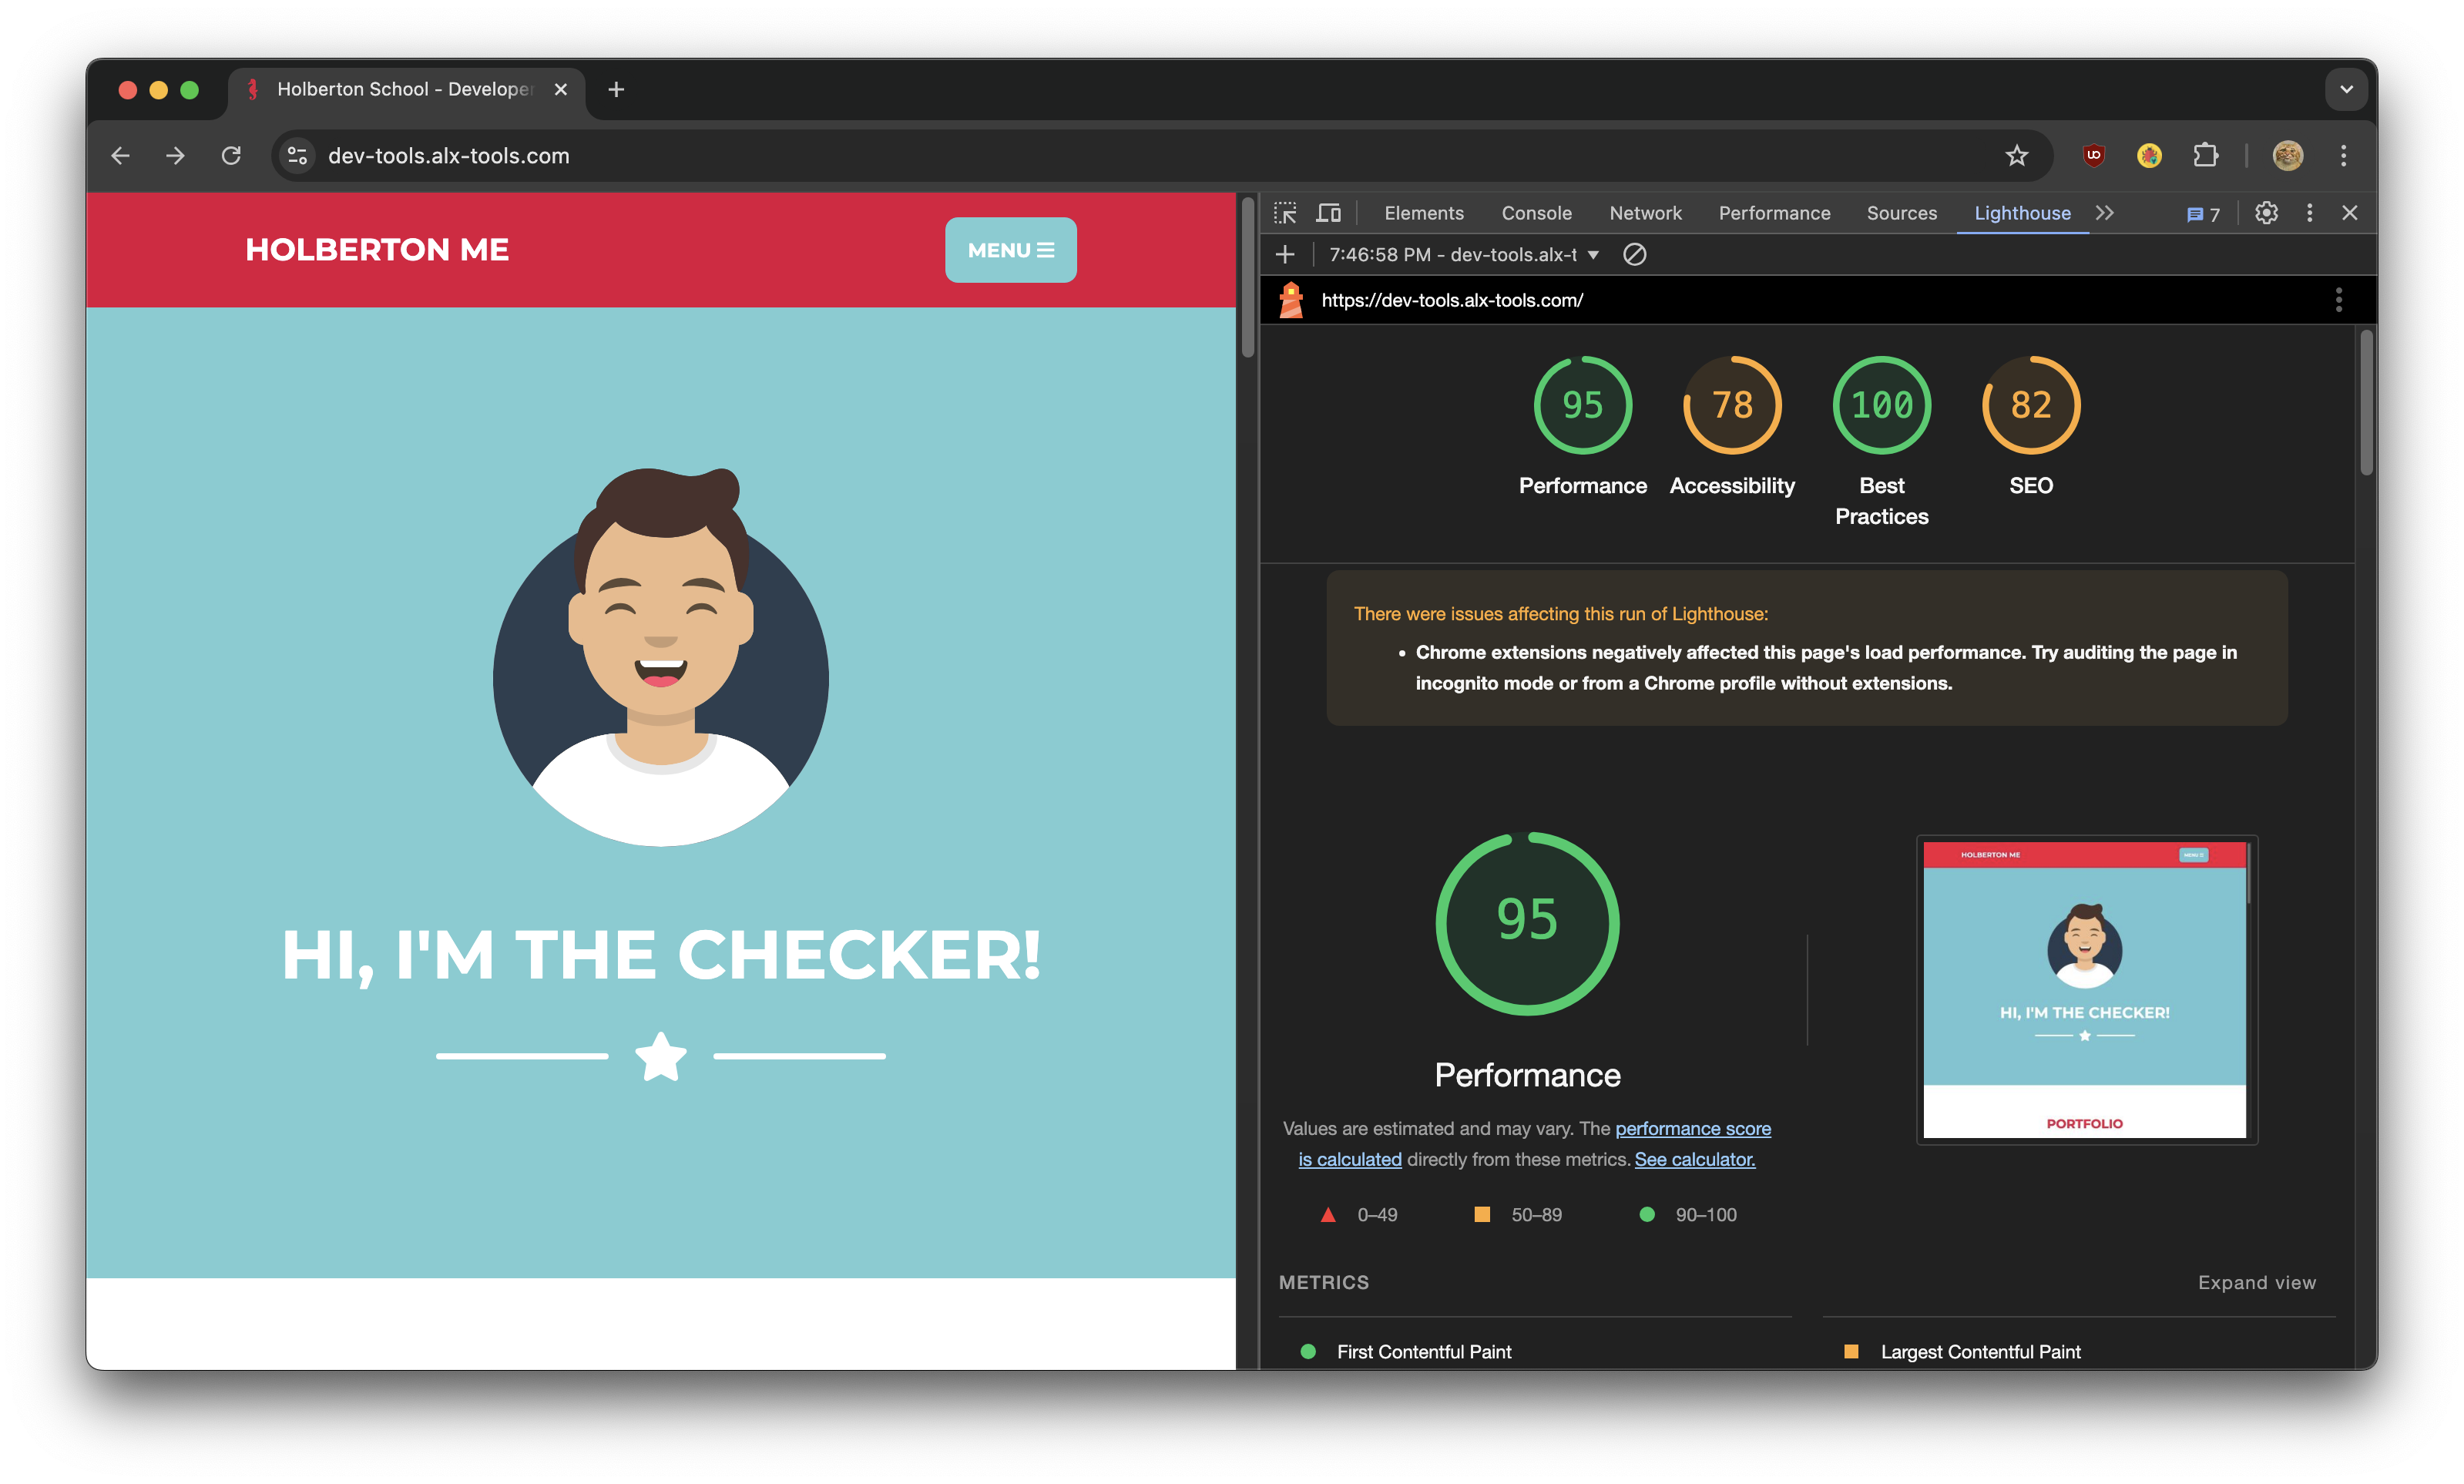 Holberton School - Developer
dev-tools.alx-tools.com
HOLBERTON ME
MENU
HI, I'M THE CHECKER!
Elements Console Network Performance Sources Lighthouse 7
7:46:58 PM - dev-tools.alx-t
https://dev-tools.alx-tools.com/
95 78 100 82
Performance Accessibility Best SEO
Practices
There were issues affecting this run of Lighthouse:
• Chrome extensions negatively affected this page's load performance. Try auditing the page in
incognito mode or from a Chrome profile without extensions.
95
Performance
Values are estimated and may vary. The performance score
is calculated directly from these metrics. See calculator.
0–49 50–89 90–100
HOLBERTON ME
MENU
HI, I'M THE CHECKER!
PORTFOLIO
METRICS Expand view
First Contentful Paint Largest Contentful Paint